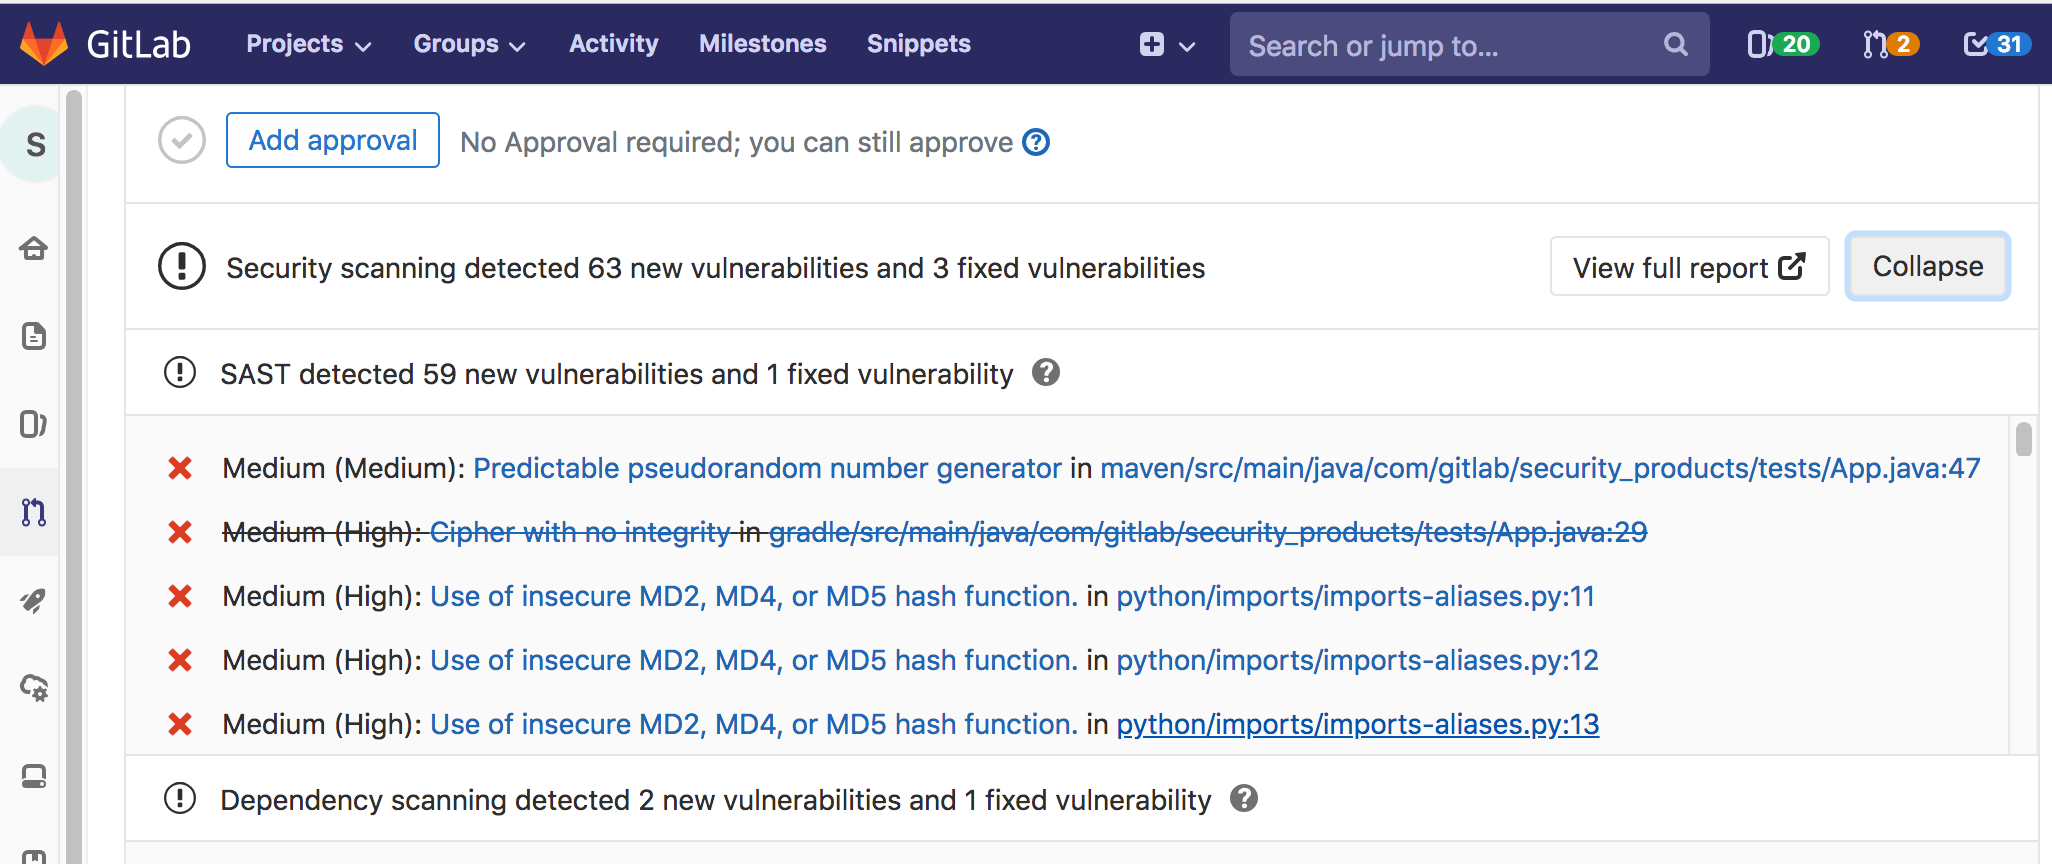 GitLab Projects Groups Activity Milestones Snippets Search or jump to... 20 2 31
S
Add approval No Approval required; you can still approve ?
Security scanning detected 63 new vulnerabilities and 3 fixed vulnerabilities View full report Collapse
SAST detected 59 new vulnerabilities and 1 fixed vulnerability ?
Medium (Medium): Predictable pseudorandom number generator in maven/src/main/java/com/gitlab/security_products/tests/App.java:47
Medium (High): Cipher with no integrity in gradle/src/main/java/com/gitlab/security_products/tests/App.java:29
Medium (High): Use of insecure MD2, MD4, or MD5 hash function. in python/imports/imports-aliases.py:11
Medium (High): Use of insecure MD2, MD4, or MD5 hash function. in python/imports/imports-aliases.py:12
Medium (High): Use of insecure MD2, MD4, or MD5 hash function. in python/imports/imports-aliases.py:13
Dependency scanning detected 2 new vulnerabilities and 1 fixed vulnerability ?